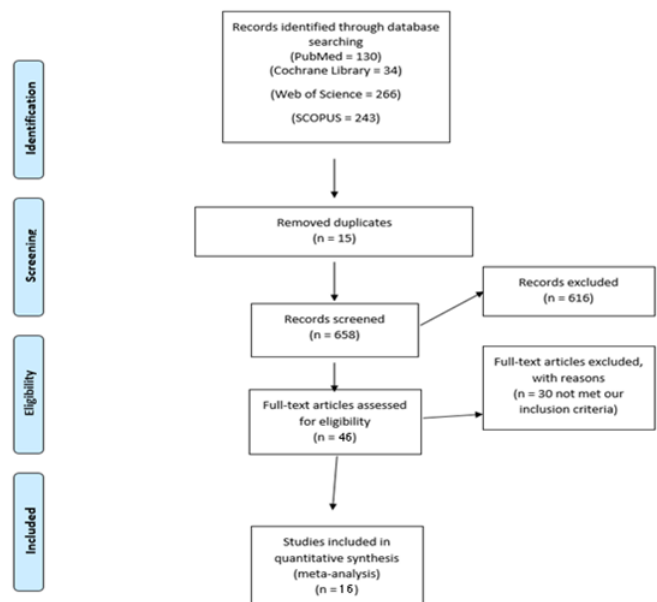 Identification
Records identified through database
searching
(PubMed = 130)
(Cochrane Library = 34)
(Web of Science = 266)
(SCOPUS = 243)
Screening
Removed duplicates
(n = 15)
Records screened
(n = 658)
Records excluded
(n = 616)
Eligibility
Full-text articles assessed
for eligibility
(n = 46)
Full-text articles excluded,
with reasons
(n = 30 not met our
inclusion criteria)
Included
Studies included in
quantitative synthesis
(meta-analysis)
(n = 16)